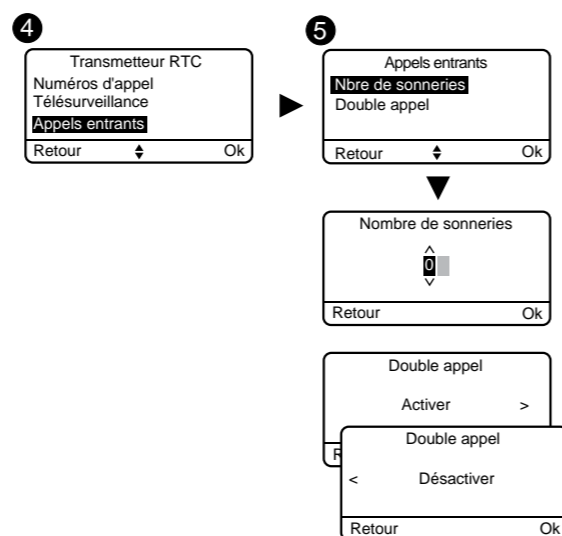 4
Transmetteur RTC
Numéros d'appel
Télésurveillance
Appels entrants
Retour Ok
5
Appels entrants
Nbre de sonneries
Double appel
Retour Ok
Nombre de sonneries
0
Retour Ok
Double appel
Activer >
R
Double appel
< Désactiver
Retour Ok